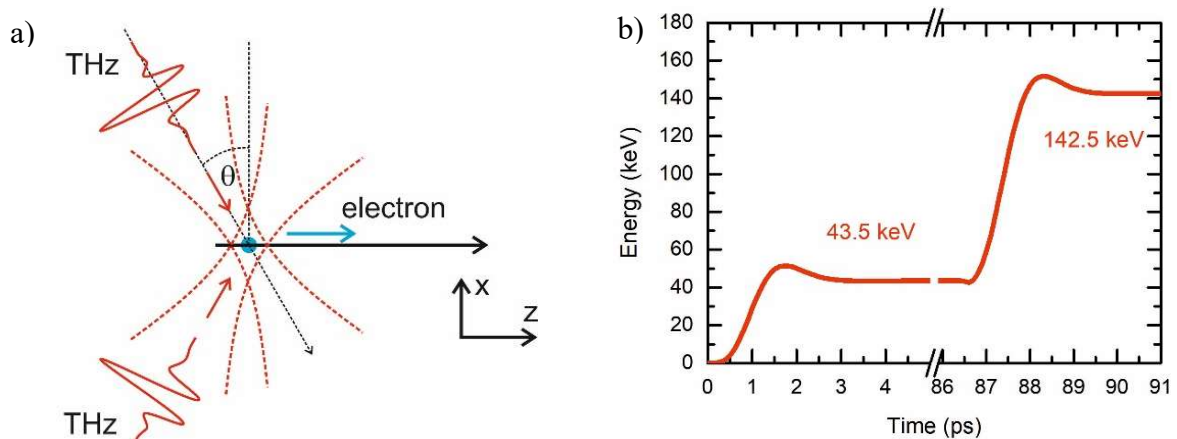 a)
THz
θ
electron
x
z
THz
b)
180
160
140
120
100
80
60
40
20
0
Energy (keV)
43.5 keV
142.5 keV
0 1 2 3 4 86 87 88 89 90 91
Time (ps)